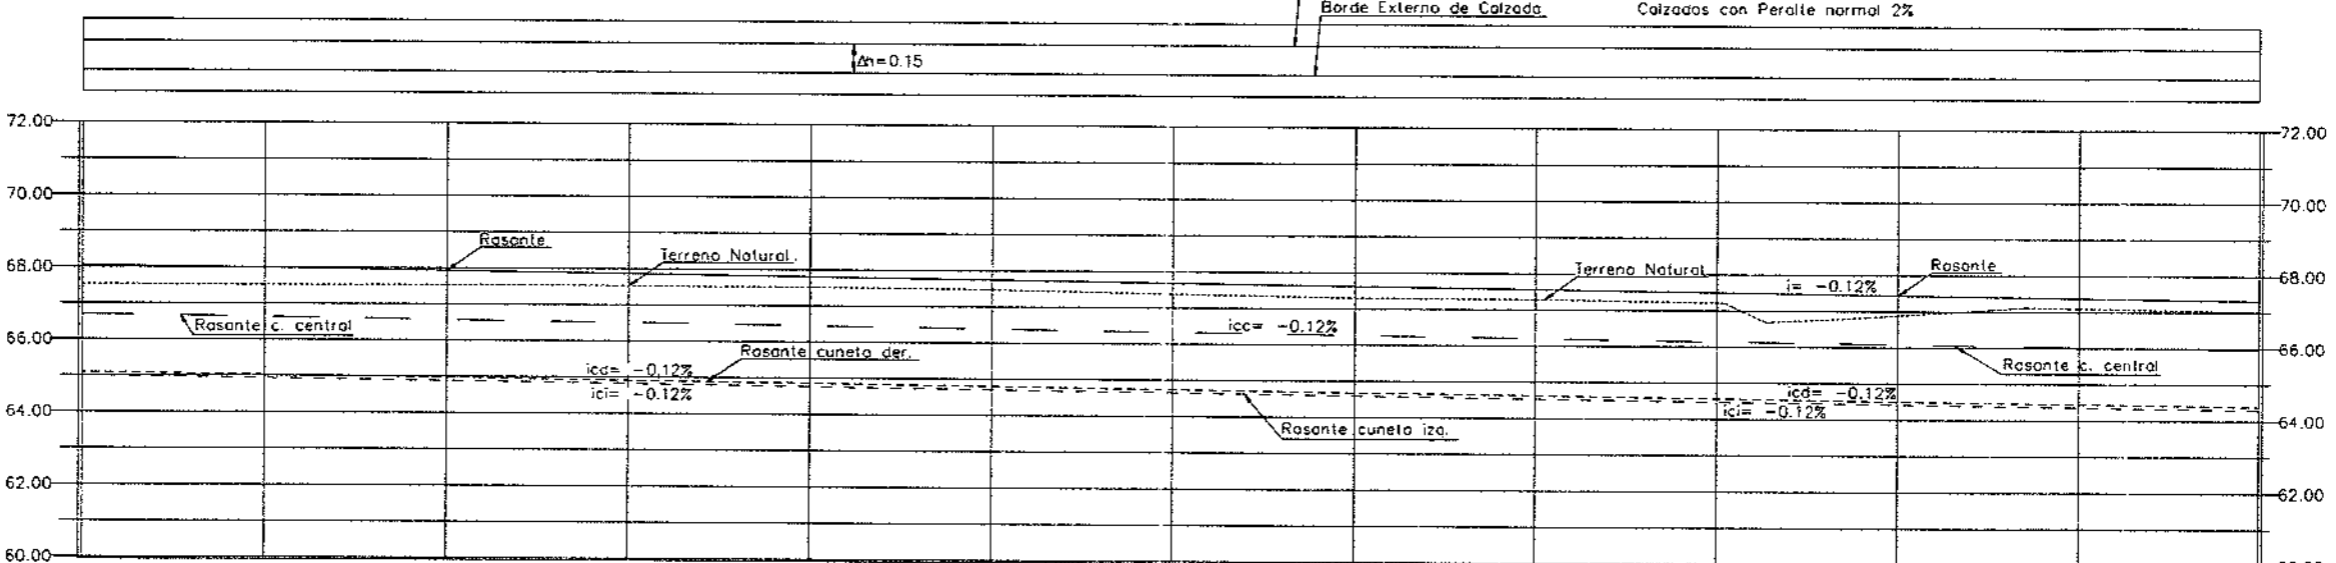 Borde Externo de Calzada
Calzadas con Peralte normal 2%
Δh=0.15
72.00
72.00
70.00
70.00
Rasante
Terreno Natural.
68.00
Terreno Natural
Rasante
68.00
i= -0.12%
Rasante c. central
icc= -0.12%
66.00
Rasante cuneta der.
66.00
icd= -0.12%
Rasante c. central
ici= -0.12%
icd= -0.12%
64.00
ici= -0.12%
64.00
Rasante cuneta izq.
62.00
62.00
60.00